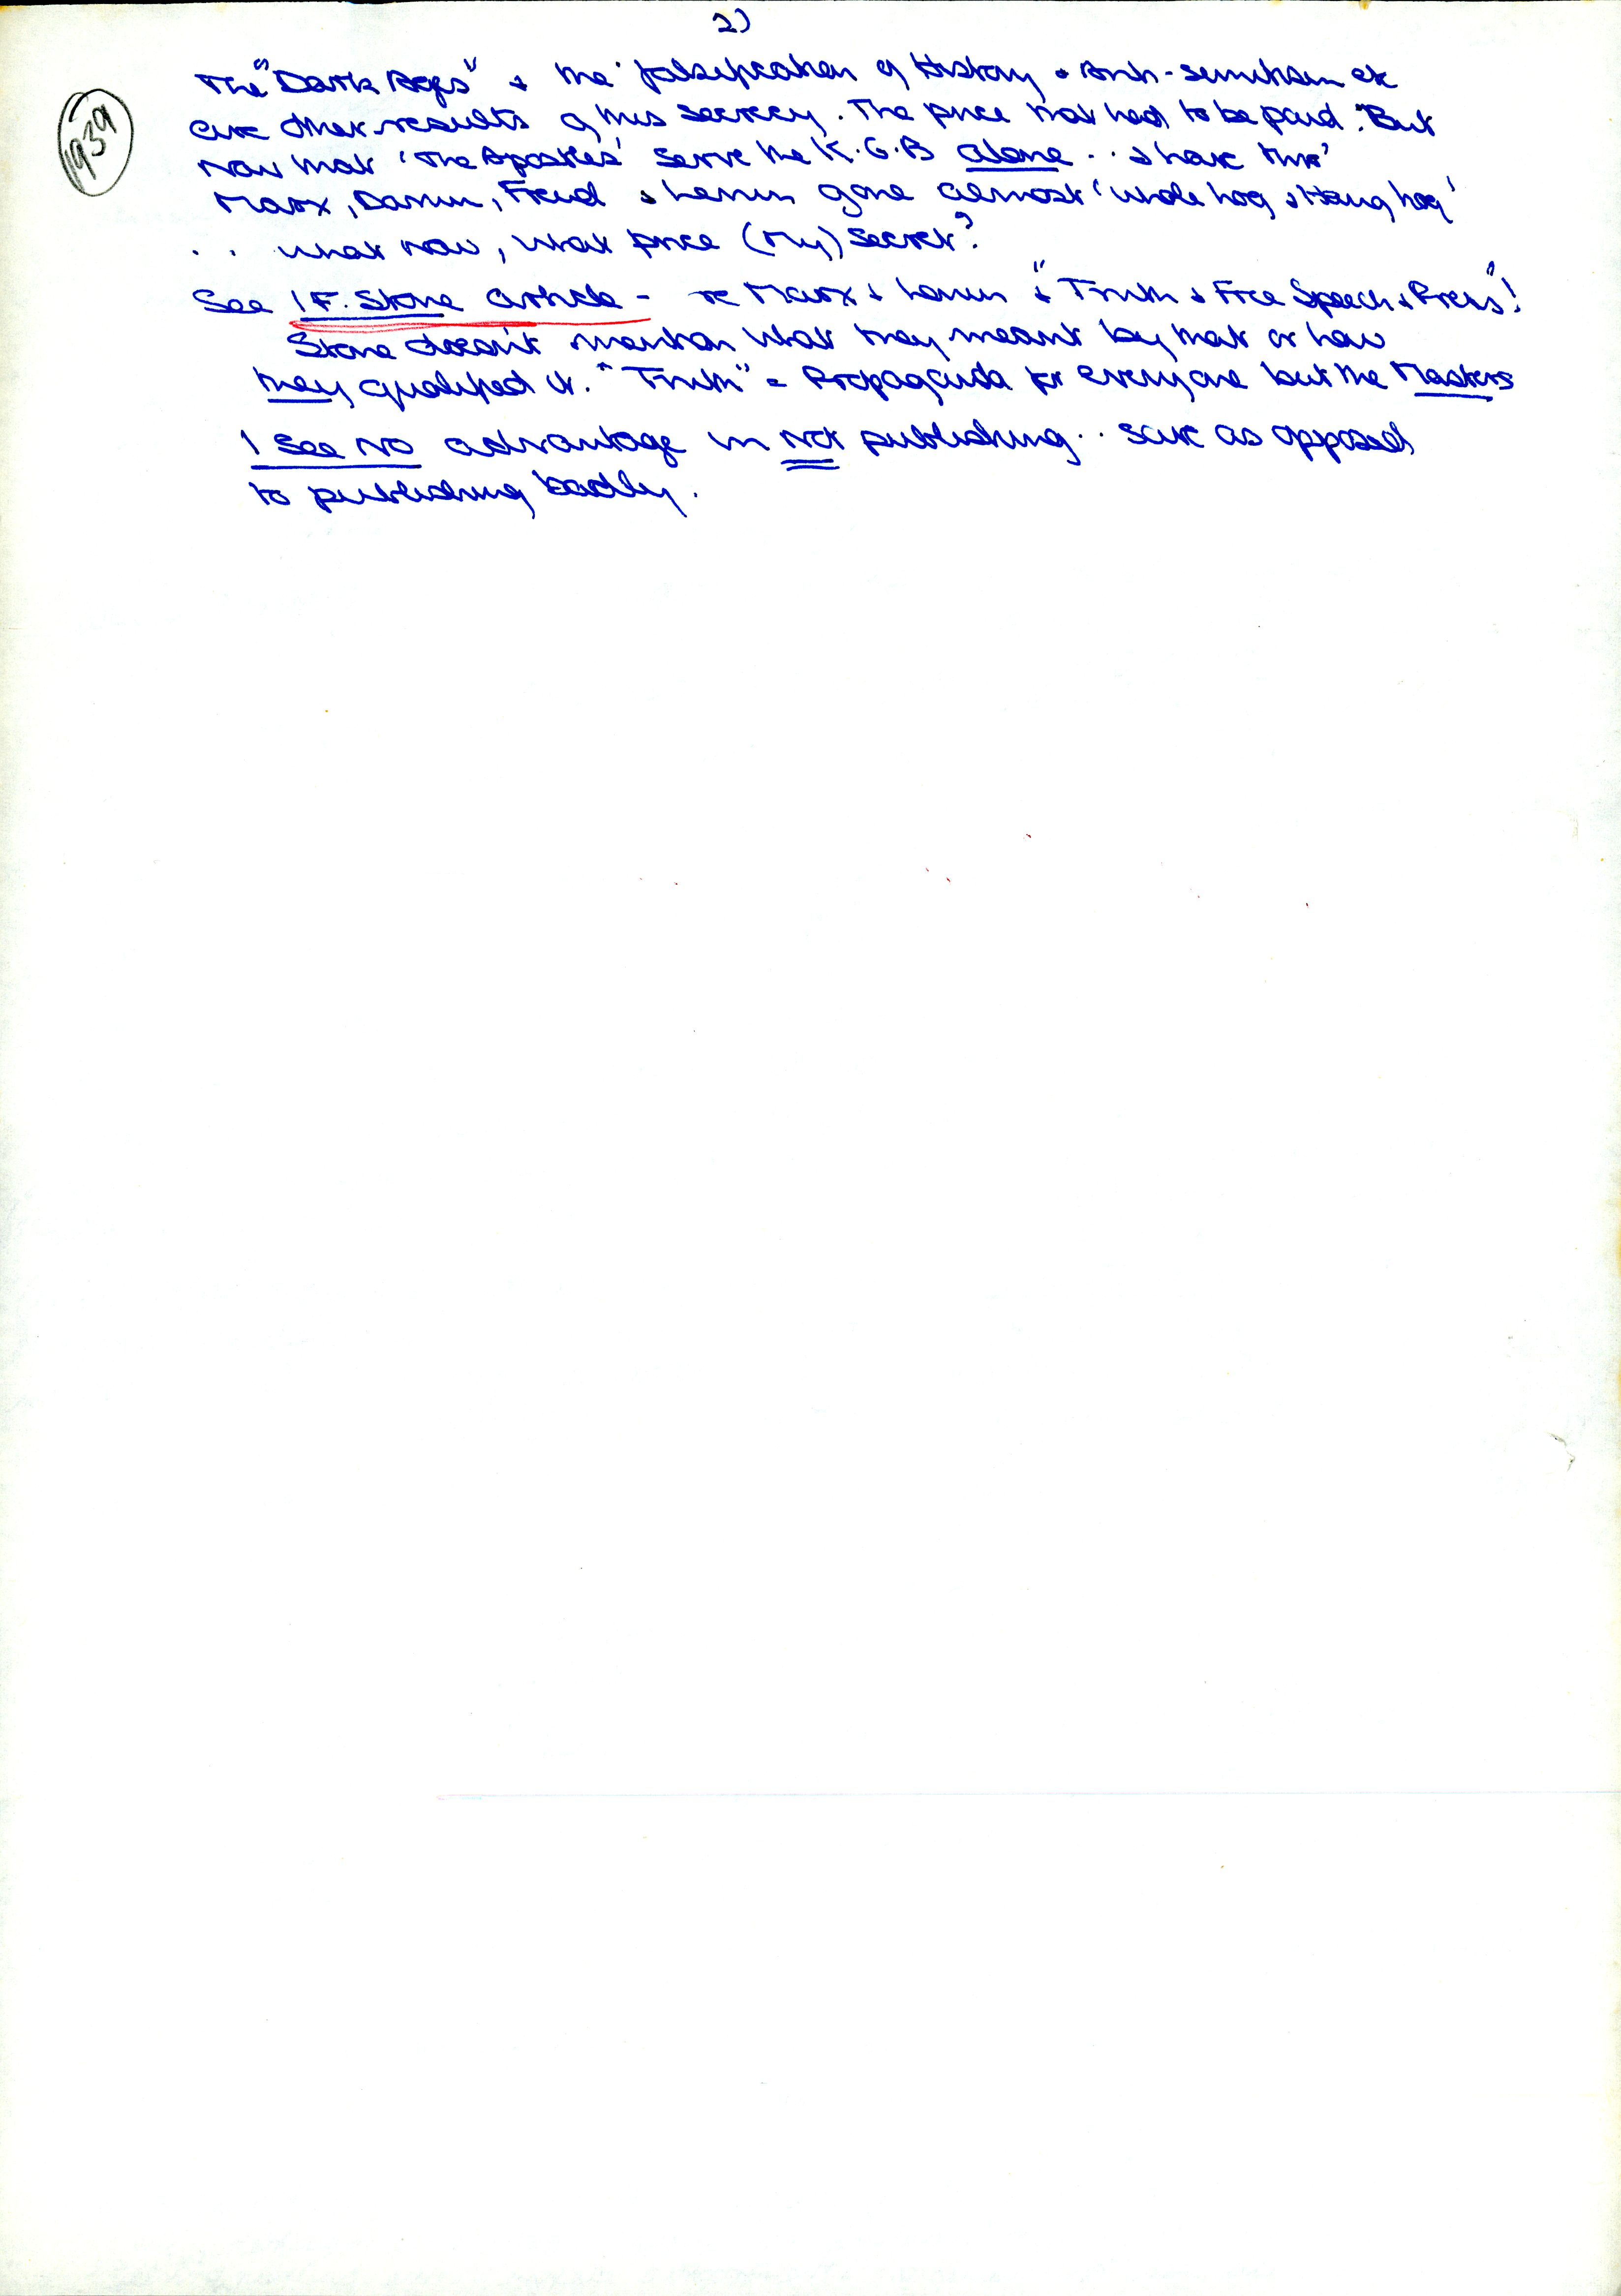 2)
1939
The "Dark Ages" & the falsification of History & Anti-semitism etc
are other results of this secrecy. The price that had to be paid. But
now that 'The Apostles' serve the K.G.B alone .. & have thro'
Marx, Darwin, Freud & Lenin gone almost 'whole hog & hog'
. . what now, what price (my) secret?
See I F. Stone article - re Marx & Lenin & "Truth & Free Speech & Press"!
Stone doesn't mention what they meant by that or how
they qualified it. "Truth" = Propaganda for everyone but the Masters
I see no advantage in not publishing .. save as opposed
to publishing badly.